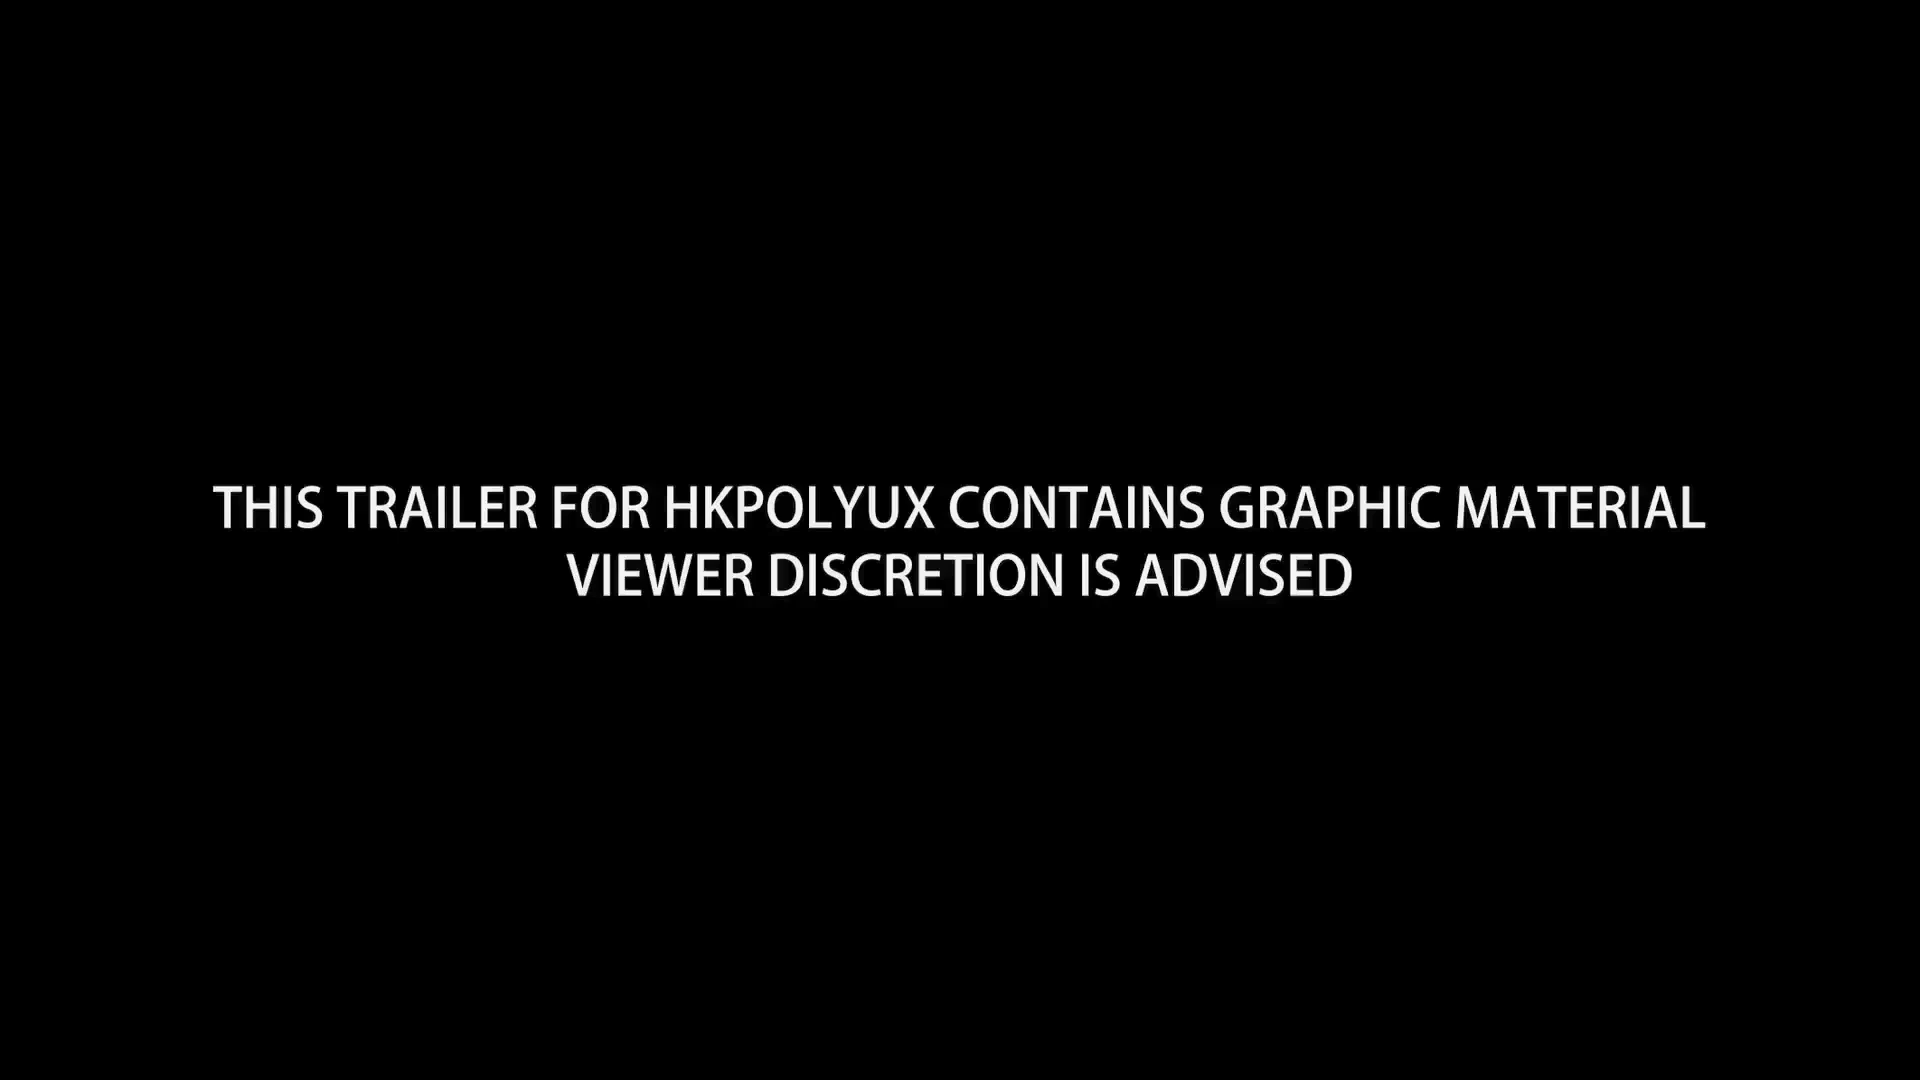 THIS TRAILER FOR HKPOLYUX CONTAINS GRAPHIC MATERIAL
VIEWER DISCRETION IS ADVISED